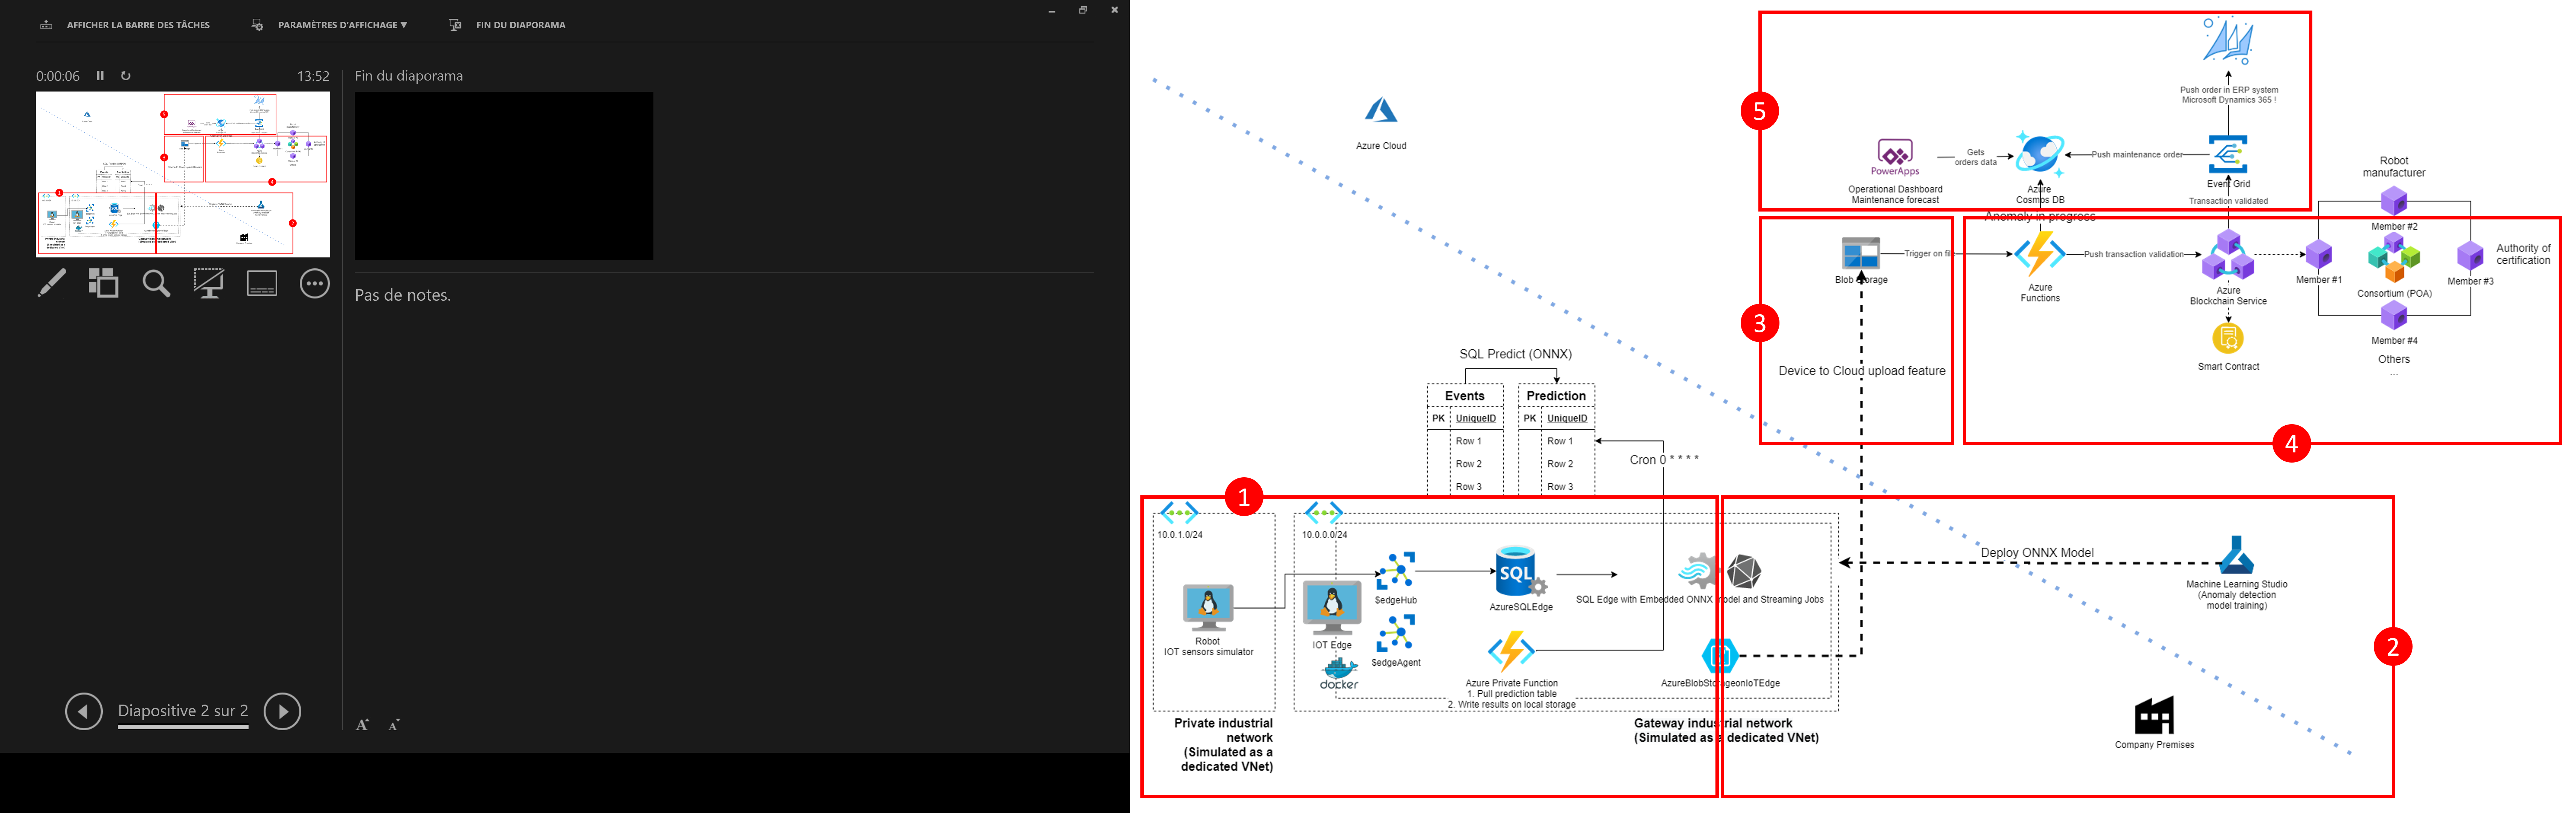 AFFICHER LA BARRE DES TÂCHES
PARAMÈTRES D'AFFICHAGE ▼
FIN DU DIAPORAMA
0:00:06
13:52
Fin du diaporama
Pas de notes.
Diapositive 2 sur 2
A A
Azure Cloud
5
Push order in ERP system
Microsoft Dynamics 365 !
PowerApps
Operational Dashboard
Maintenance forecast
Gets
orders data
Azure
Cosmos DB
Push maintenance order
Event Grid
Transaction validated
Anomaly in progress
3
Blob Storage
Trigger on fil
Device to Cloud upload feature
Azure
Functions
Push transaction validation
Azure
Blockchain Service
Smart Contract
Robot
manufacturer
Member #2
Member #1
Consortium (POA)
Member #3
Authority of
certification
Member #4
Others
...
4
SQL Predict (ONNX)
Events
PK UniqueID
Row 1
Row 2
Row 3
Prediction
PK UniqueID
Row 1
Row 2
Row 3
Cron 0 * * * *
1
10.0.1.0/24
Robot
IOT sensors simulator
Private industrial
network
(Simulated as a
dedicated VNet)
10.0.0.0/24
IOT Edge
docker
$edgeHub
$edgeAgent
SQL
AzureSQLEdge
SQL Edge with Embedded ONNX model and Streaming Jobs
Azure Private Function
1. Pull prediction table
2. Write results on local storage
AzureBlobStorageonIoTEdge
Gateway industrial network
(Simulated as a dedicated VNet)
Deploy ONNX Model
Machine Learning Studio
(Anomaly detection
model training)
2
Company Premises